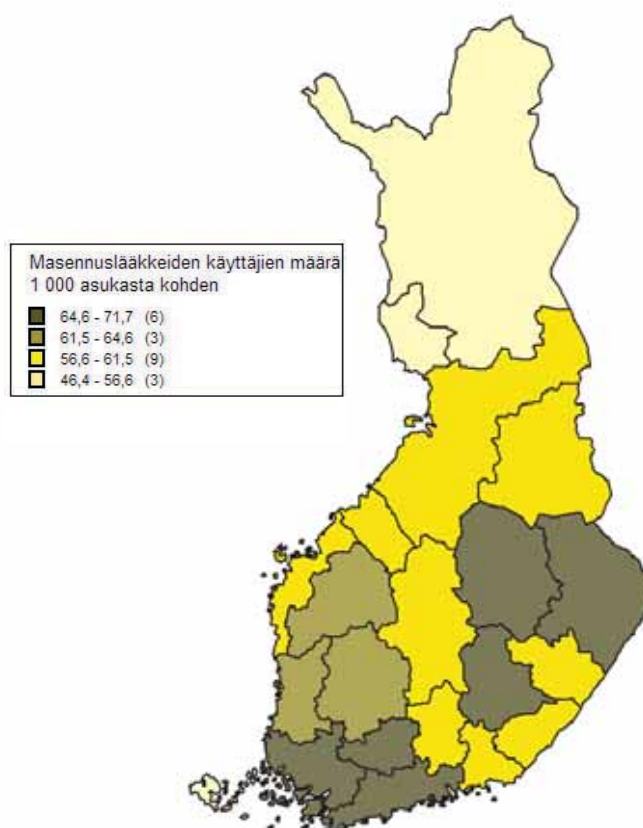 Masennuslääkkeiden käyttäjien määrä
1 000 asukasta kohden
64,6 - 71,7 (6)
61,5 - 64,6 (3)
56,6 - 61,5 (9)
46,4 - 56,6 (3)